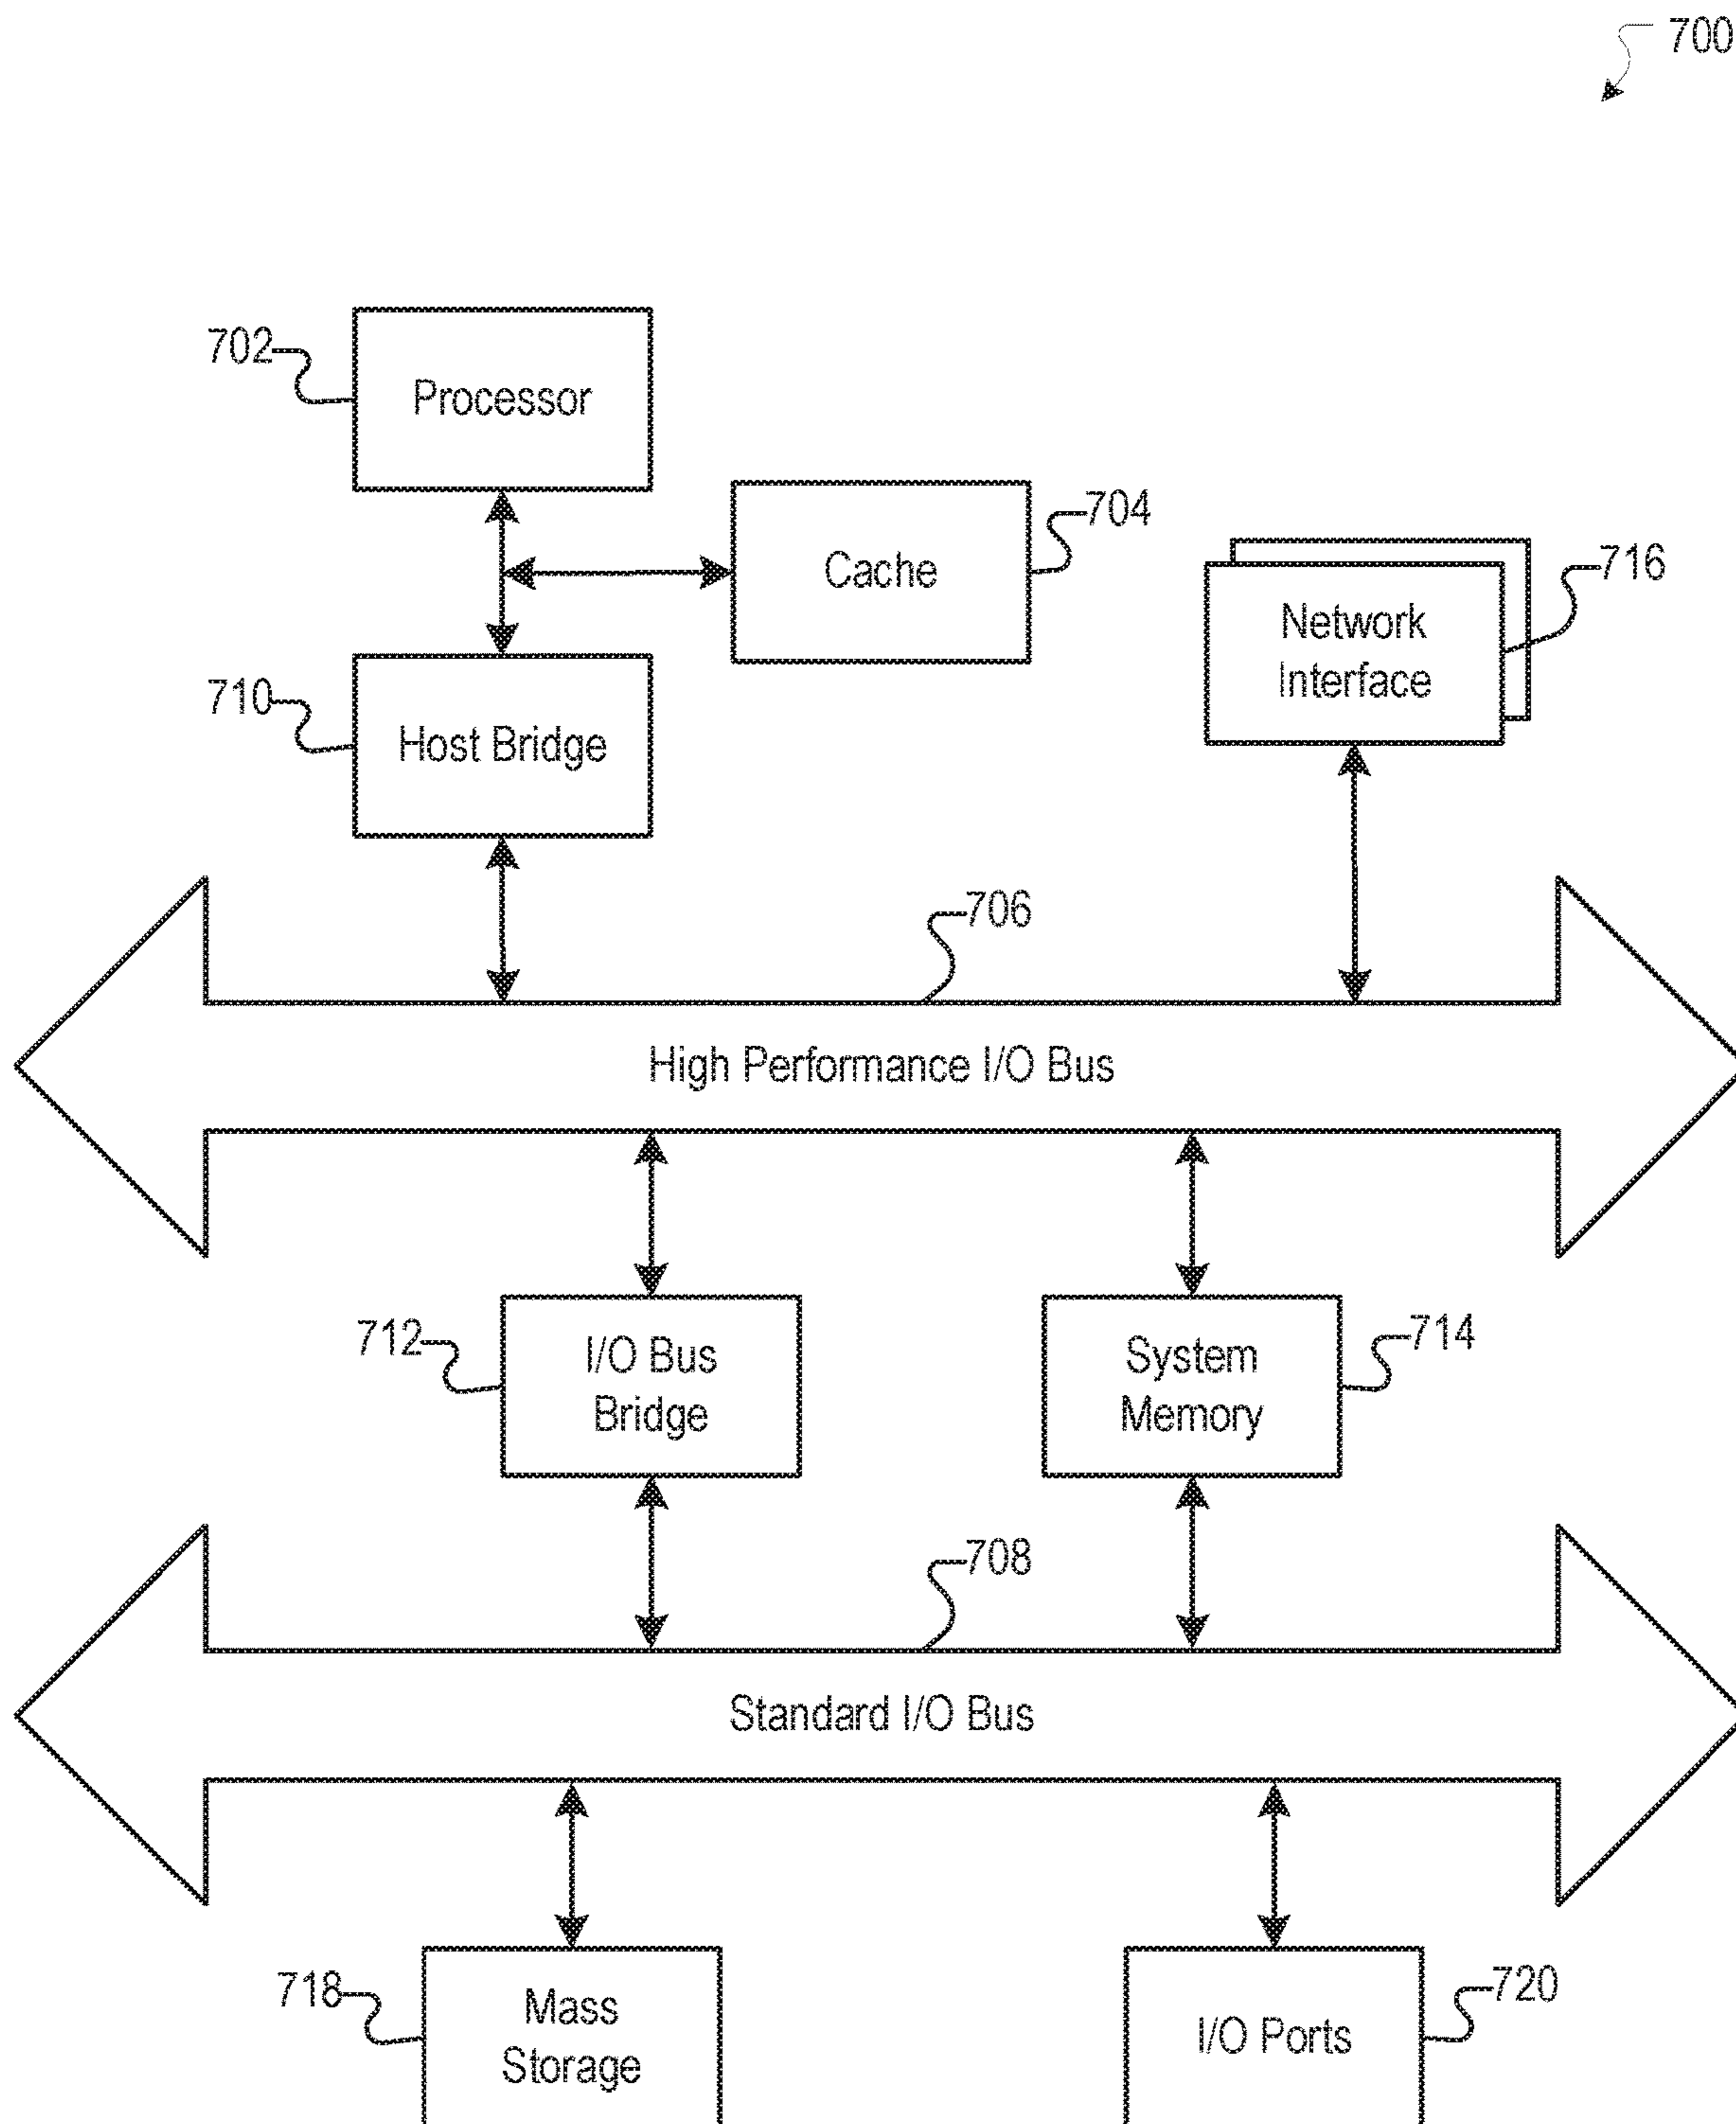 700
702
Processor
704
Cache
716
Network
Interface
710
Host Bridge
706
High Performance I/O Bus
712
I/O Bus
Bridge
System
Memory
714
708
Standard I/O Bus
718
Mass
Storage
I/O Ports
720